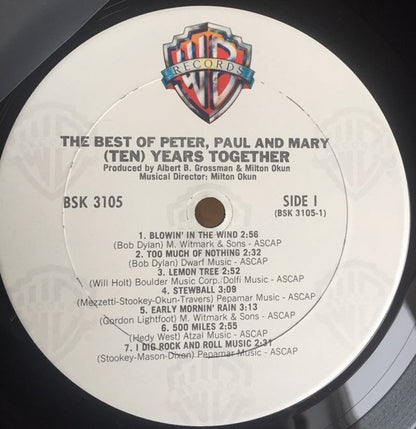 WB
RECORDS
THE BEST OF PETER, PAUL AND MARY
(TEN) YEARS TOGETHER
Produced by Albert B. Grossman & Milton Okun
Musical Director: Milton Okun
BSK 3105
SIDE 1
(BSK 3105-1)
1. BLOWIN' IN THE WIND 2:56
(Bob Dylan) M. Witmark & Sons - ASCAP
2. TOO MUCH OF NOTHING 2:32
(Bob Dylan) Dwarf Music - ASCAP
3. LEMON TREE 2:52
(Will Holt) Boulder Music Corp./Dolfi Music - ASCAP
4. STEWBALL 3:09
(Mezzetti-Stookey-Okun-Travers) Pepamar Music - ASCAP
5. EARLY MORNIN' RAIN 3:13
(Gordon Lightfoot) M. Witmark & Sons - ASCAP
6. 500 MILES 2:55
(Hedy West) Atzal Music - ASCAP
7. I DIG ROCK AND ROLL MUSIC 2:31
(Stookey-Mason-Dixon) Pepamar Music - ASCAP